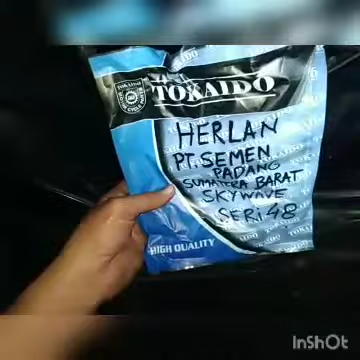 TOKAIDO
HERLAN
PT. SEMEN
PADANG
SUMATERA BARAT
SKYWAVE
SERi 48
HIGH QUALITY
InShOt